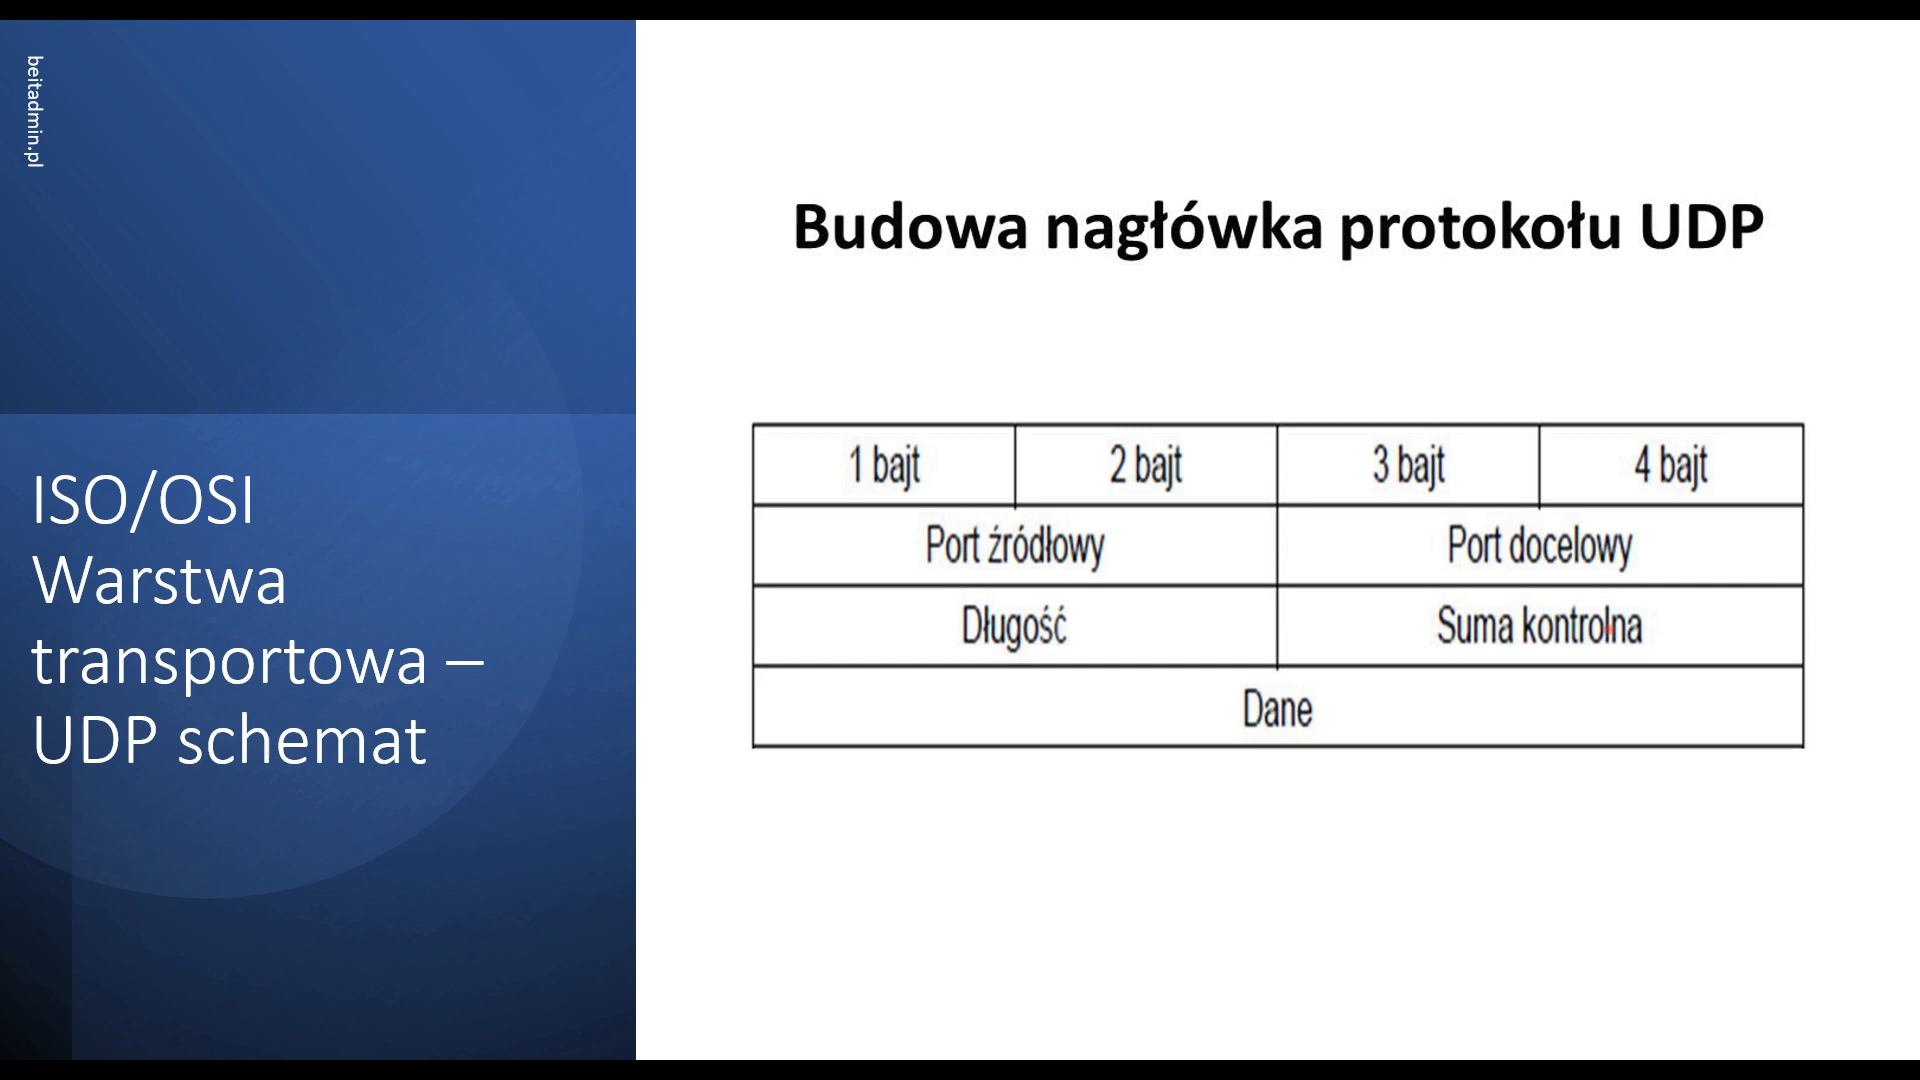 beitadmin.pl
ISO/OSI
Warstwa
transportowa –
UDP schemat
Budowa nagłówka protokołu UDP
1 bajt 2 bajt 3 bajt 4 bajt
Port źródłowy Port docelowy
Długość Suma kontrolna
Dane